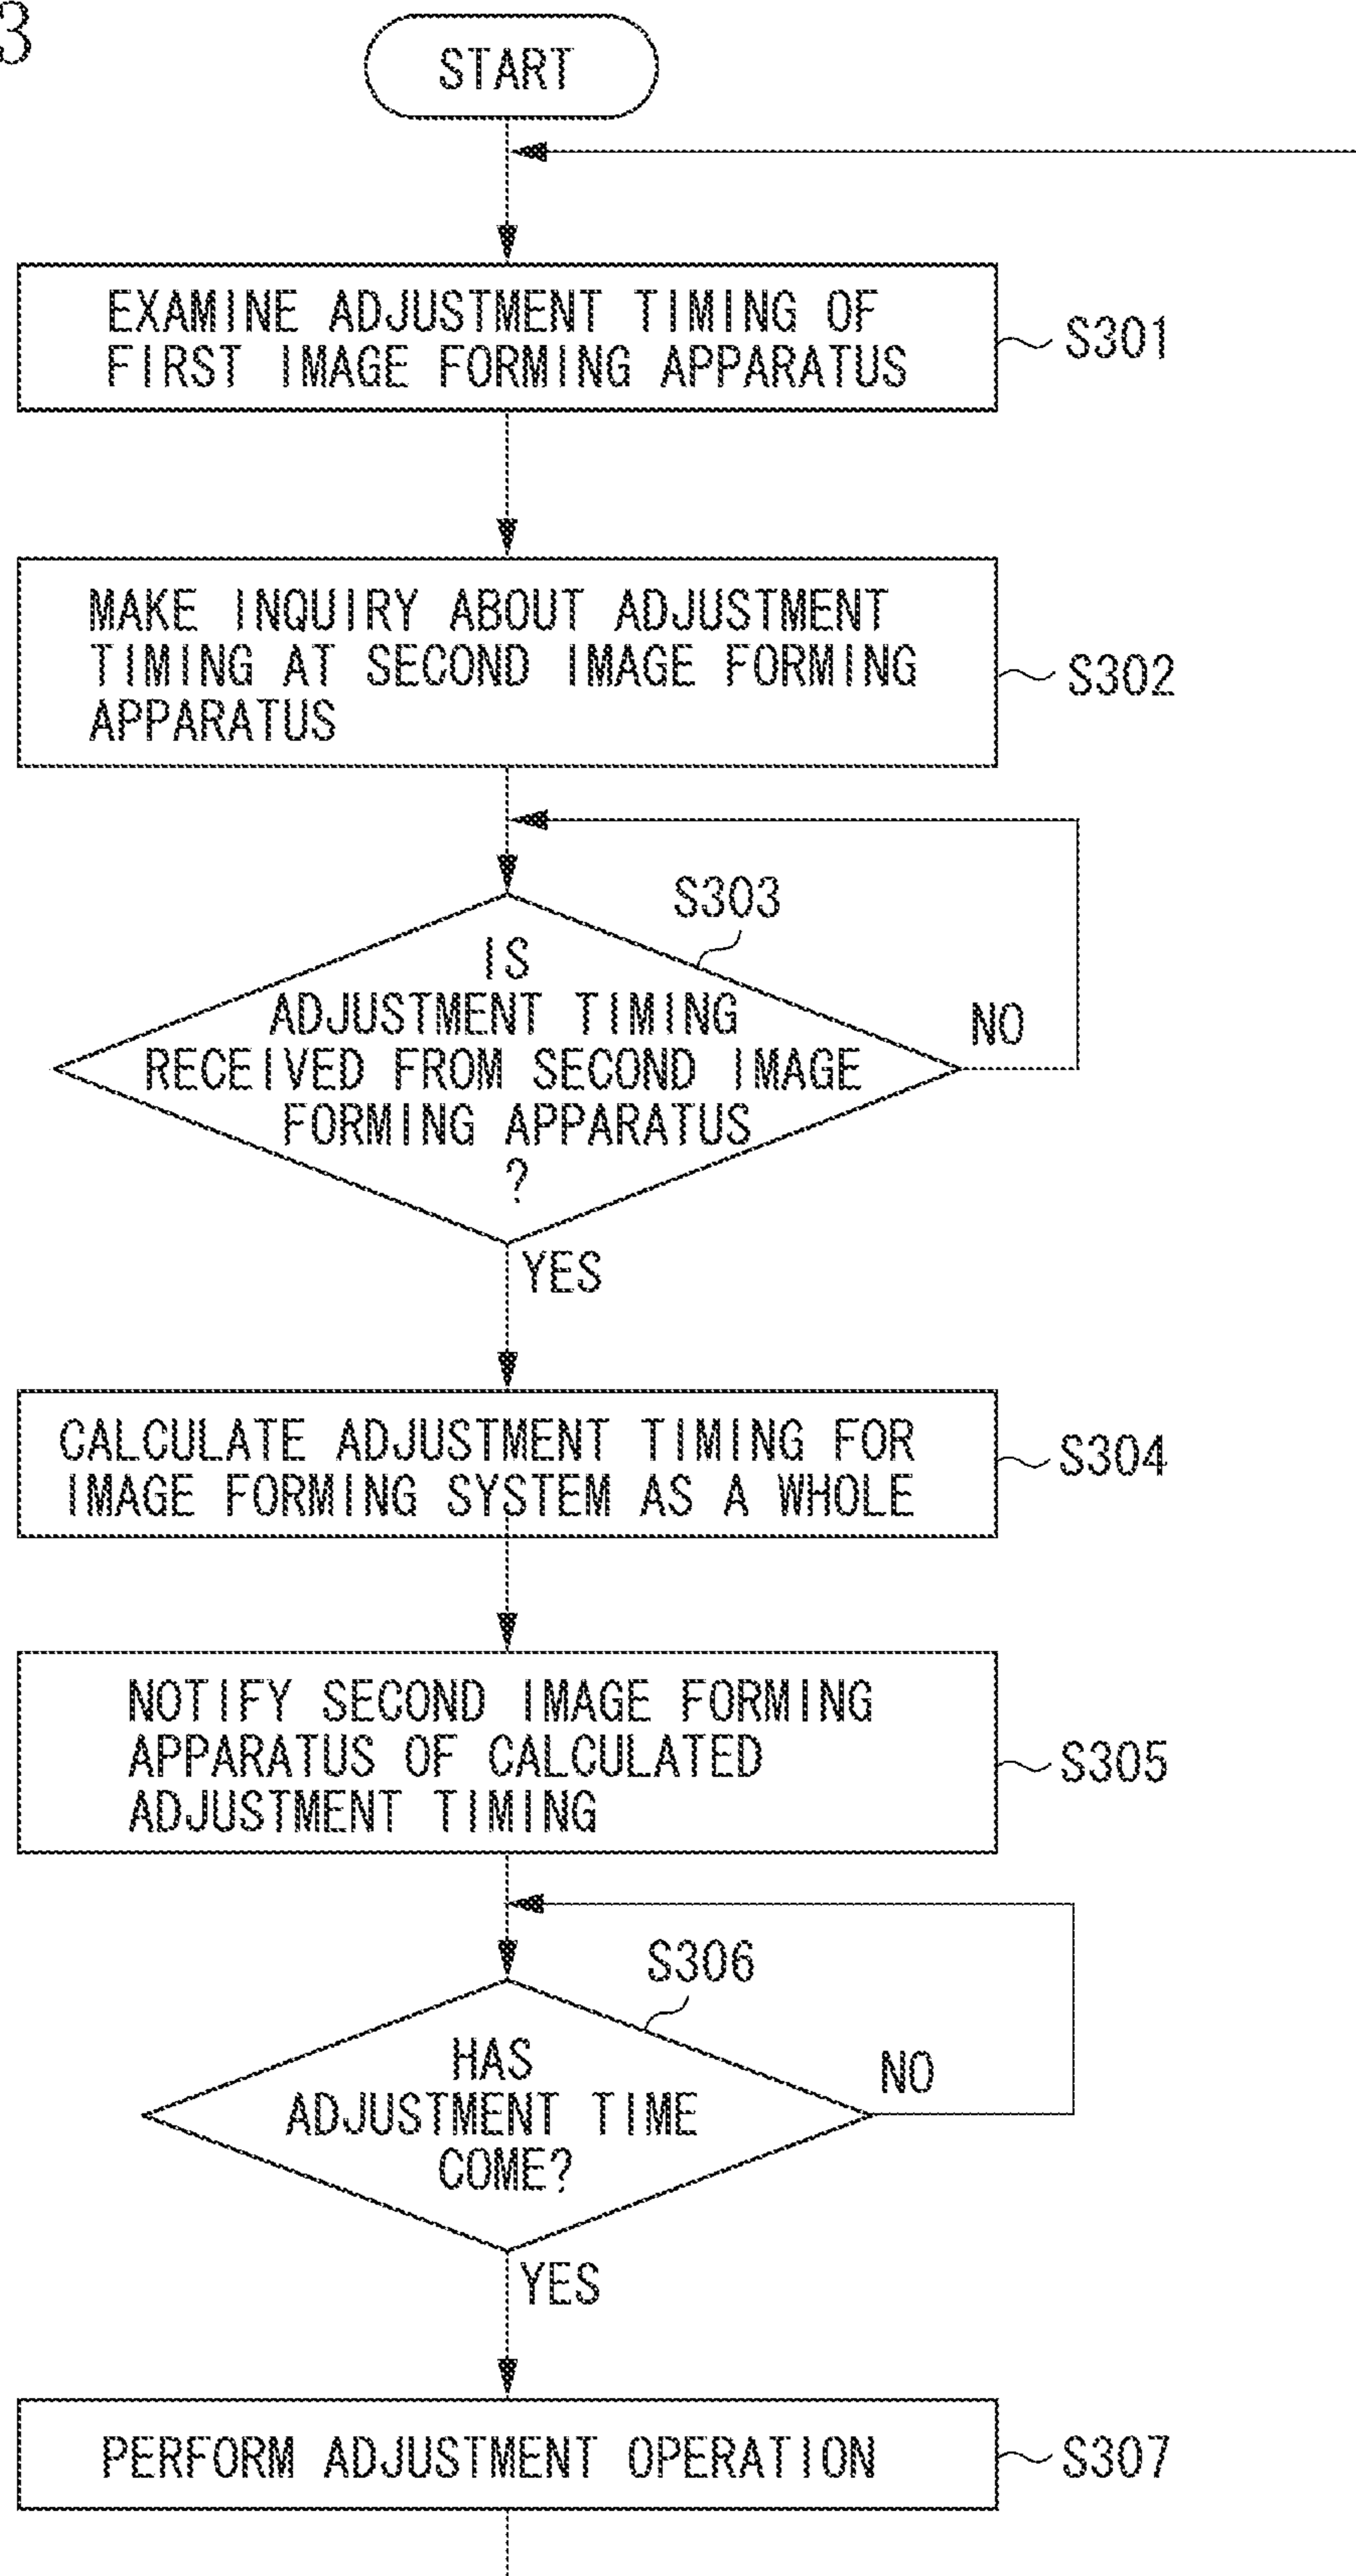 3
START
EXAMINE ADJUSTMENT TIMING OF
FIRST IMAGE FORMING APPARATUS
S301
MAKE INQUIRY ABOUT ADJUSTMENT
TIMING AT SECOND IMAGE FORMING
APPARATUS
S302
S303
IS
ADJUSTMENT TIMING
RECEIVED FROM SECOND IMAGE
FORMING APPARATUS
?
NO
YES
CALCULATE ADJUSTMENT TIMING FOR
IMAGE FORMING SYSTEM AS A WHOLE
S304
NOTIFY SECOND IMAGE FORMING
APPARATUS OF CALCULATED
ADJUSTMENT TIMING
S305
S306
HAS
ADJUSTMENT TIME
COME?
NO
YES
PERFORM ADJUSTMENT OPERATION
S307